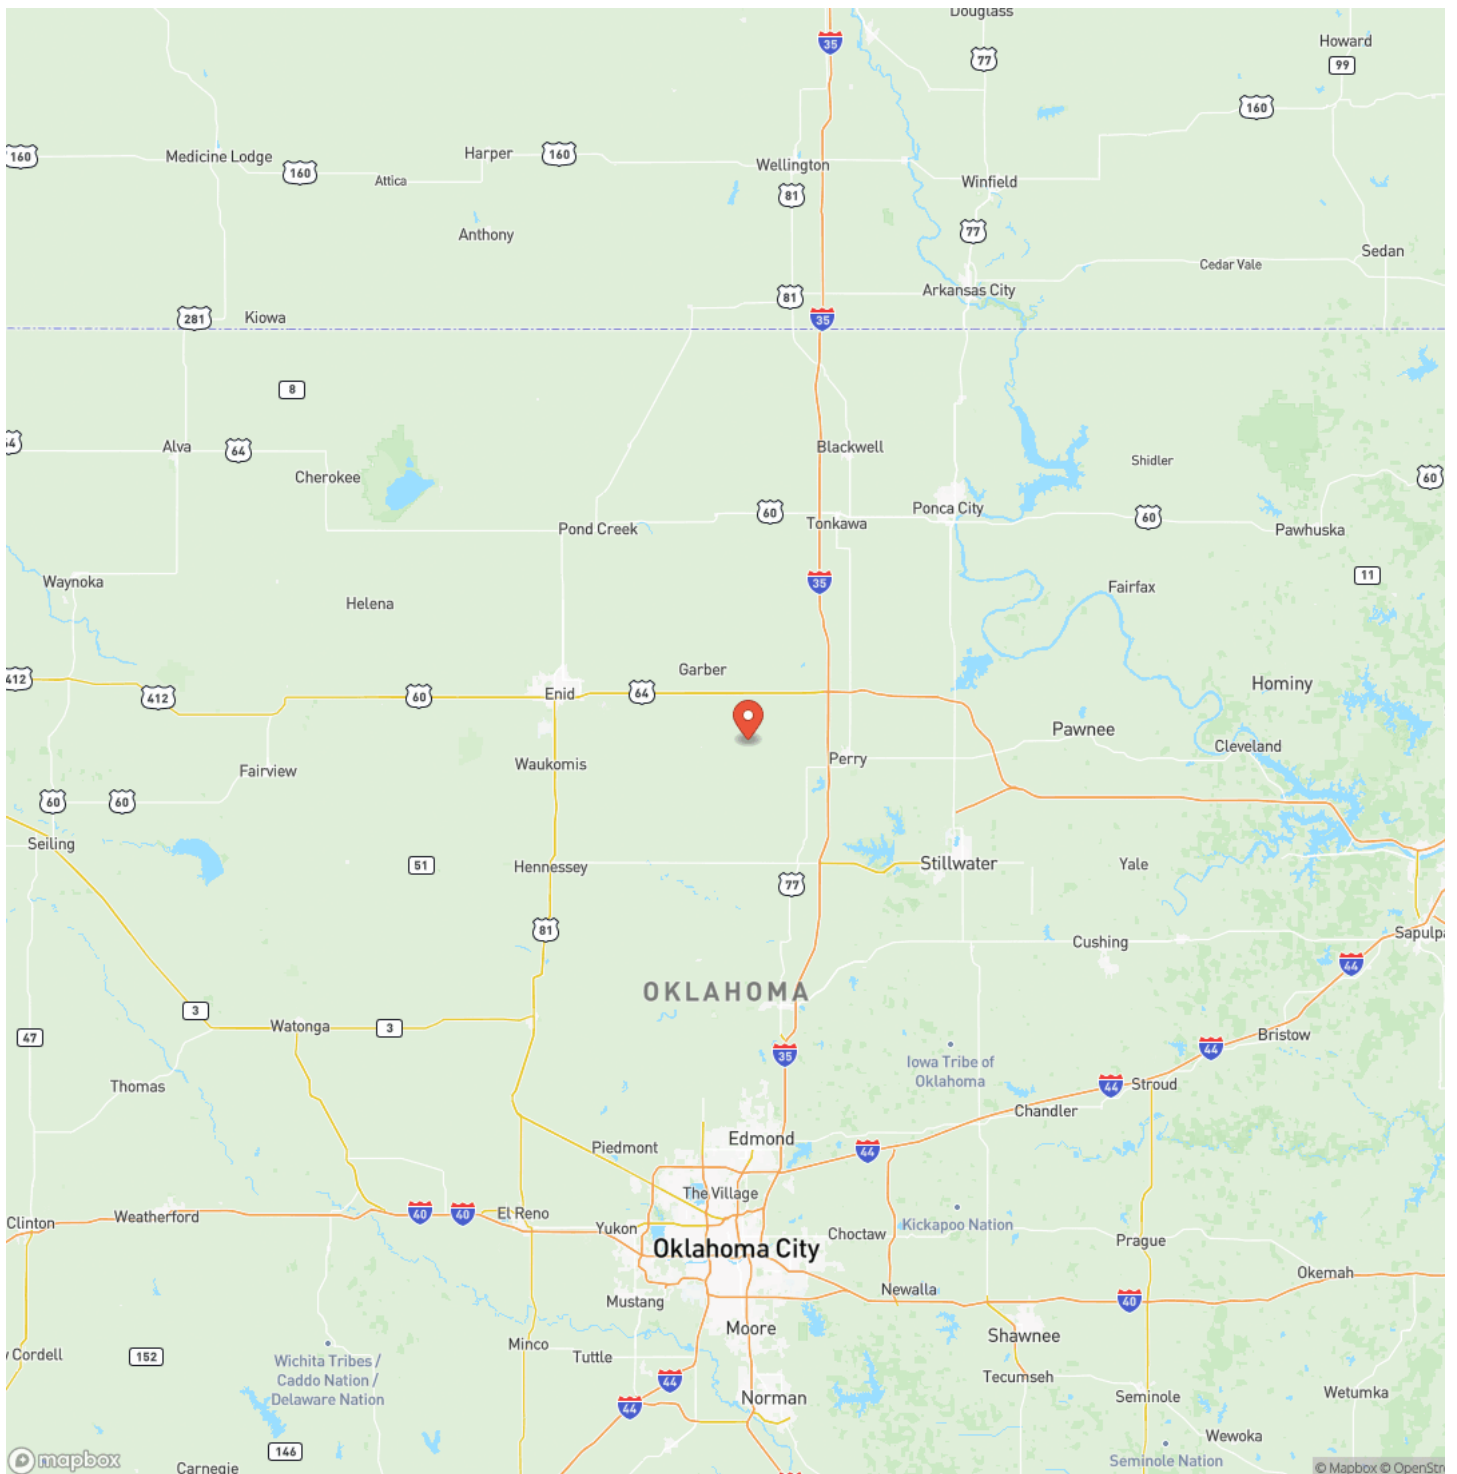 Douglass
35
77
Howard
99
160
160
Medicine Lodge
160
Attica
Harper
160
Wellington
81
Winfield
77
Anthony
Sedan
Cedar Vale
Arkansas City
81
281
Kiowa
35
8
Alva
64
Blackwell
Shidler
60
Cherokee
60
Ponca City
60
Tonkawa
Pond Creek
Pawhuska
35
11
Waynoka
Fairfax
Helena
Garber
412
412
60
Enid
64
Hominy
Pawnee
Cleveland
Perry
Waukomis
Fairview
60
60
Seiling
51
Hennessey
Stillwater
Yale
77
81
Cushing
Sapulpa
44
OKLAHOMA
3
Watonga
3
47
Bristow
44
35
Iowa Tribe of
Oklahoma
44
Stroud
Thomas
Chandler
Edmond
Piedmont
44
The Village
Clinton
Weatherford
40
40
El Reno
Yukon
Kickapoo Nation
Choctaw
Prague
Oklahoma City
Okemah
Newalla
40
Mustang
Moore
Shawnee
Minco
Tuttle
Cordell
152
Wichita Tribes /
Caddo Nation /
Delaware Nation
44
Tecumseh
Norman
Seminole
Wetumka
44
Wewoka
146
Seminole Nation
mapbox
Carnegie
© Mapbox © OpenStre